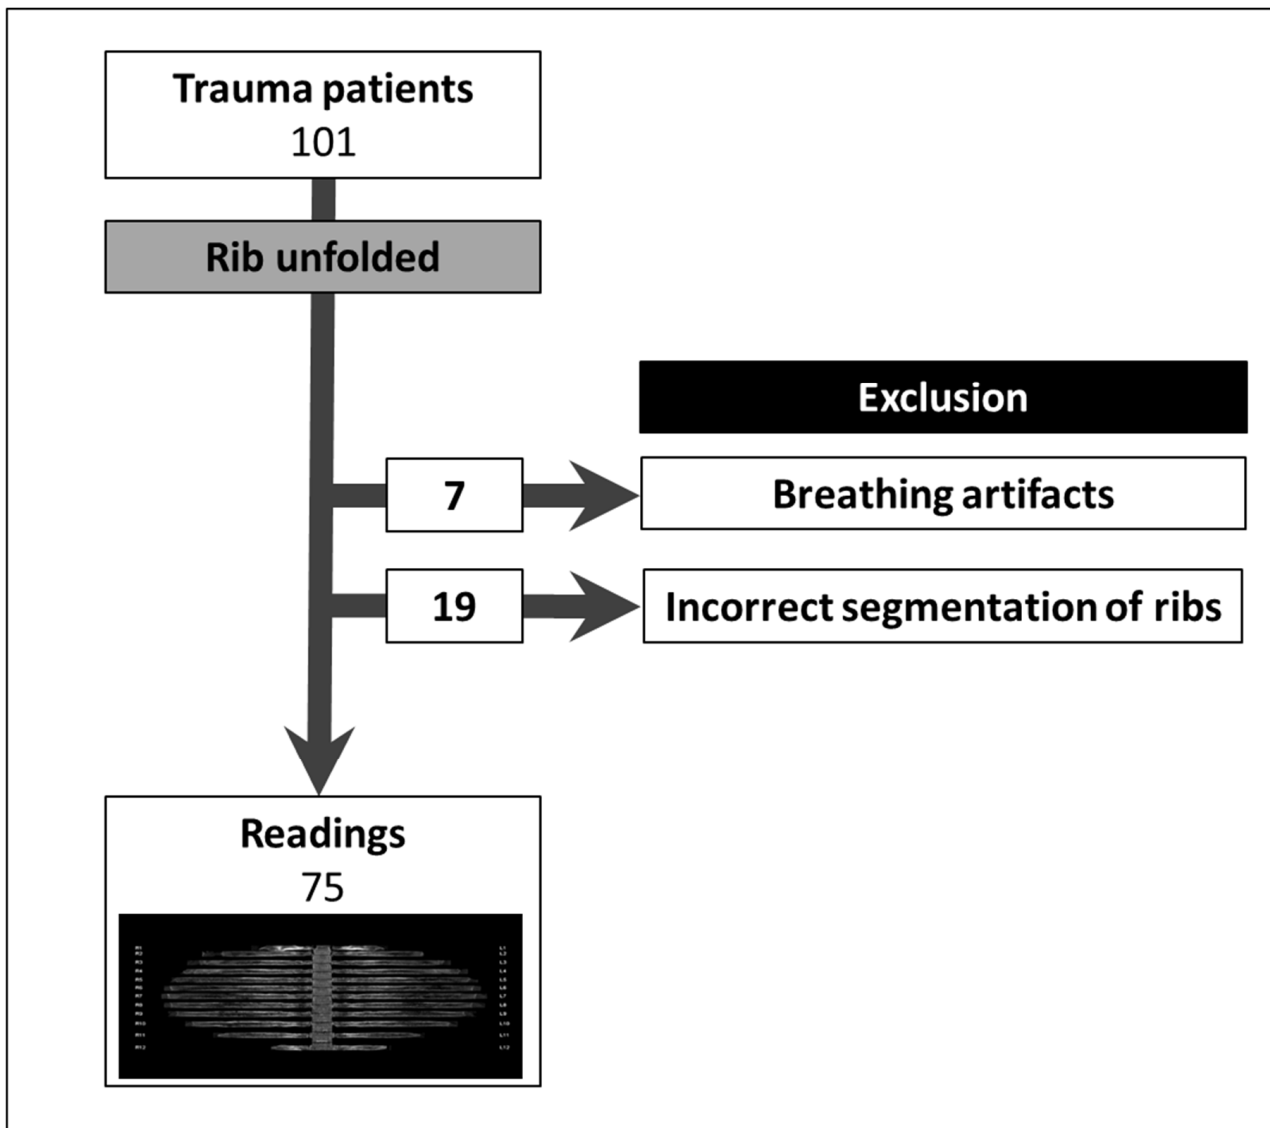 Trauma patients
101
Rib unfolded
Exclusion
7
Breathing artifacts
19
Incorrect segmentation of ribs
Readings
75